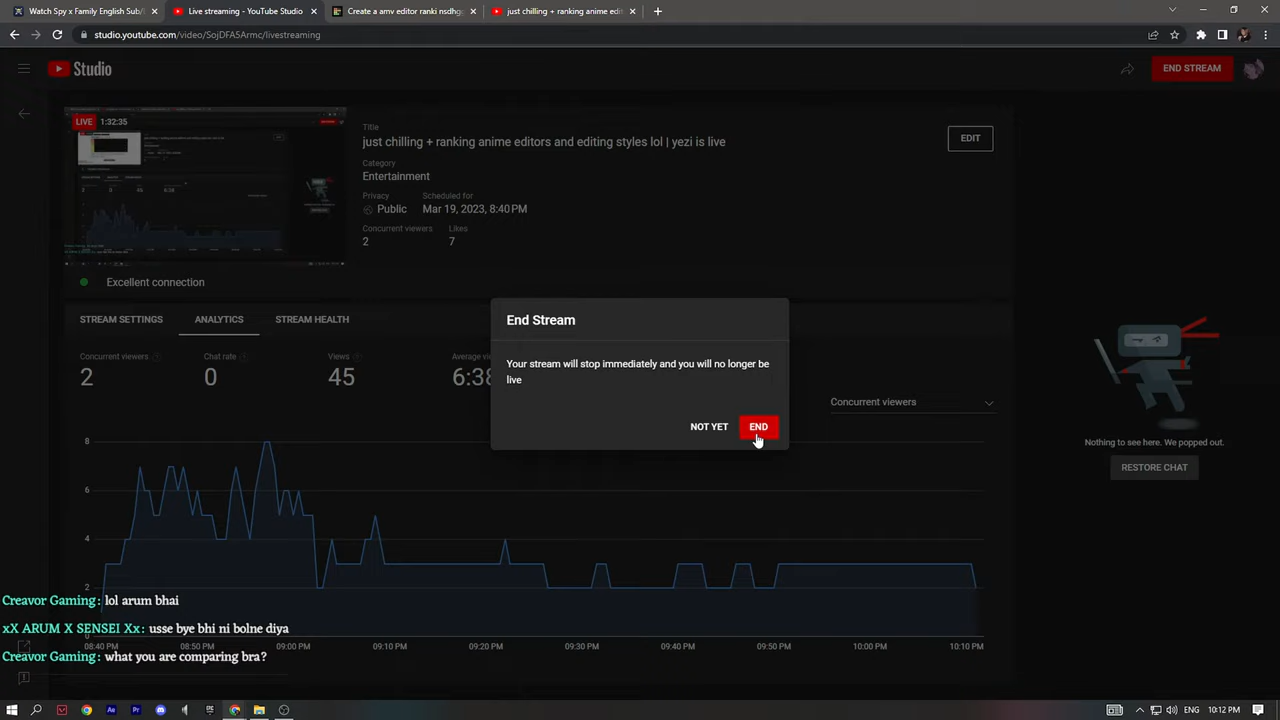 Watch Spy x Family English Sub/
Live streaming - YouTube Studio
Create a amv editor ranki nsdhg
just chilling + ranking anime edit
studio.youtube.com/video/SojDFA5Armc/livestreaming
Studio
END STREAM
LIVE 1:32:35
Title
just chilling + ranking anime editors and editing styles lol | yezi is live
EDIT
Category
Entertainment
Privacy
Scheduled for
Public
Mar 19, 2023, 8:40 PM
Concurrent viewers
Likes
2
7
Excellent connection
STREAM SETTINGS
ANALYTICS
STREAM HEALTH
Concurrent viewers
Chat rate
Views
Average vie
2
0
45
6:38
Concurrent viewers
End Stream
Your stream will stop immediately and you will no longer be
live
NOT YET
END
Nothing to see here. We popped out.
RESTORE CHAT
8
6
4
2
0
08:40 PM
08:50 PM
09:00 PM
09:10 PM
09:20 PM
09:30 PM
09:40 PM
09:50 PM
10:00 PM
10:10 PM
Creavor Gaming : lol arum bhai
xX ARUM X SENSEI Xx : usse bye bhi ni bolne diya
Creavor Gaming : what you are comparing bra?
Ae
Pr
ENG
10:12 PM